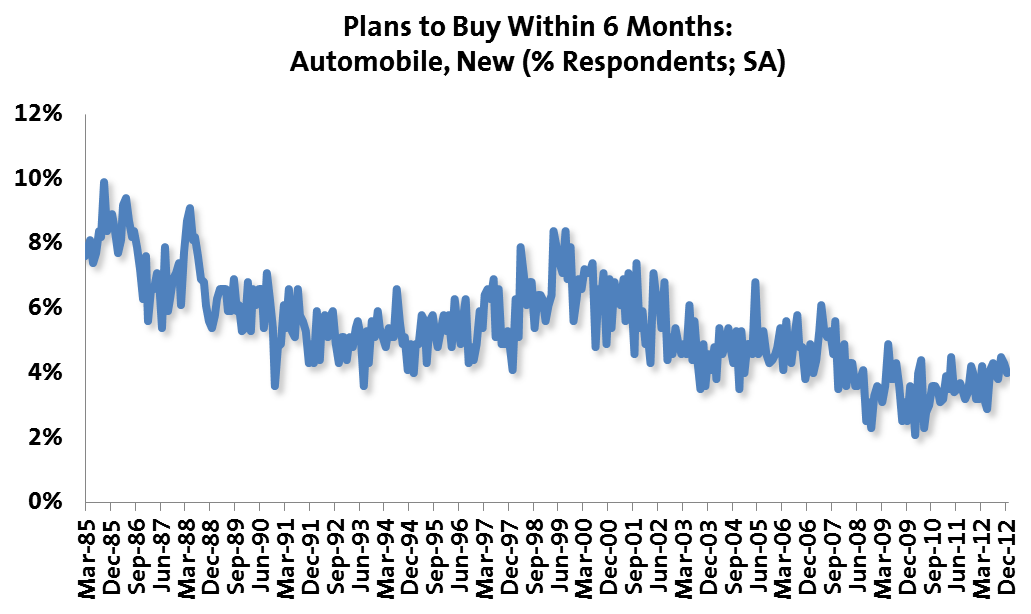 Plans to Buy Within 6 Months:
Automobile, New (% Respondents; SA)
12%
10%
8%
6%
4%
2%
0%
Mar-85
Dec-85
Sep-86
Jun-87
Mar-88
Dec-88
Sep-89
Jun-90
Mar-91
Dec-91
Sep-92
Jun-93
Mar-94
Dec-94
Sep-95
Jun-96
Mar-97
Dec-97
Sep-98
Jun-99
Mar-00
Dec-00
Sep-01
Jun-02
Mar-03
Dec-03
Sep-04
Jun-05
Mar-06
Dec-06
Sep-07
Jun-08
Mar-09
Dec-09
Sep-10
Jun-11
Mar-12
Dec-12